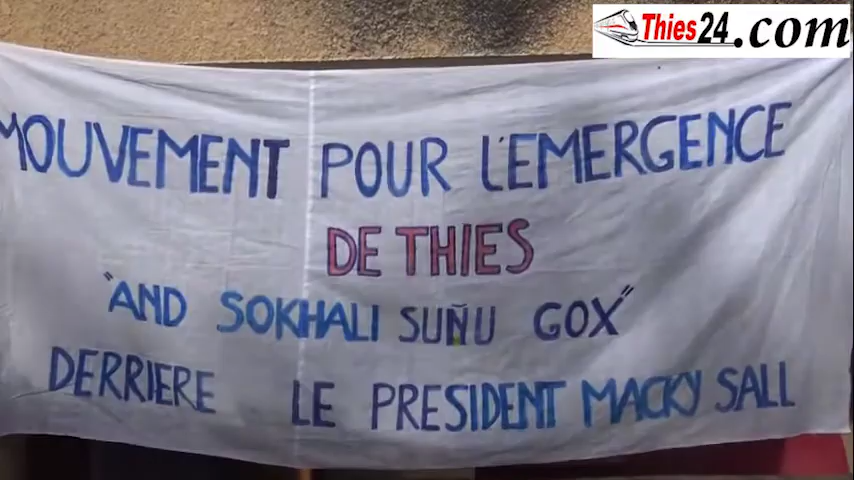 Thies24.com
MOUVEMENT POUR L'EMERGENCE
DE THIES
"AND SOKHALI SUÑU GOX"
DERRIERE LE PRESIDENT MACKY SALL